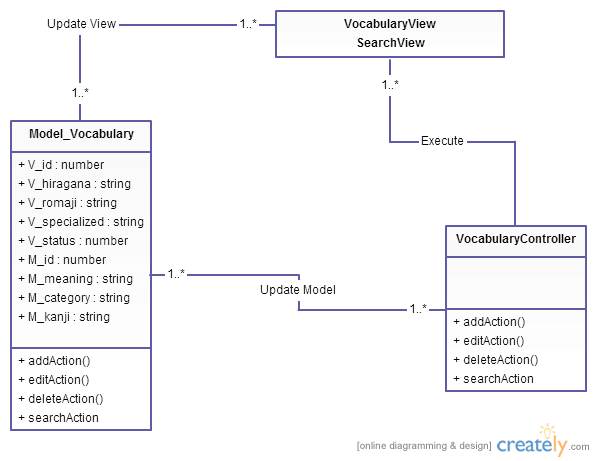 Update View
1..*
VocabularyView
SearchView
1..*
1..*
Model_Vocabulary
+ V_id : number
+ V_hiragana : string
+ V_romaji : string
+ V_specialized : string
+ V_status : number
+ M_id : number
+ M_meaning : string
+ M_category : string
+ M_kanji : string
+ addAction()
+ editAction()
+ deleteAction()
+ searchAction
Execute
1..*
Update Model
1..*
VocabularyController
+ addAction()
+ editAction()
+ deleteAction()
+ searchAction
[online diagramming & design] creately.com